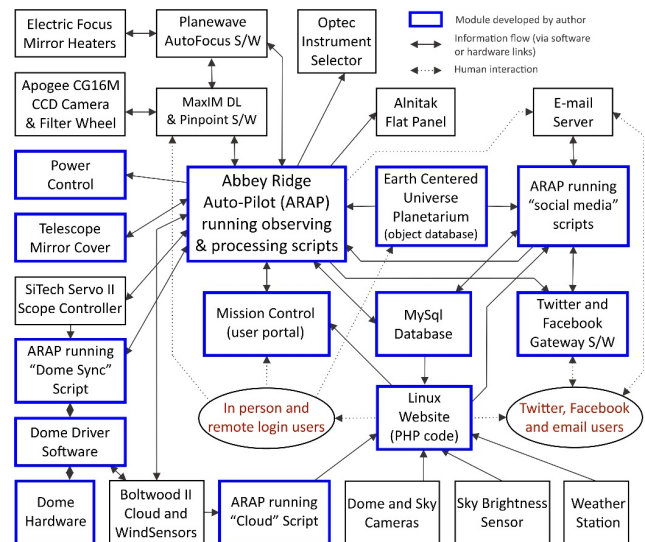 Electric Focus
Mirror Heaters
Planewave
AutoFocus S/W
Optec
Instrument
Selector
Module developed by author
Information flow (via software
or hardware links)
Human interaction
Apogee CG16M
CCD Camera
& Filter Wheel
MaxIM DL
& Pinpoint S/W
Alnitak
Flat Panel
E-mail
Server
Power
Control
Abbey Ridge
Auto-Pilot (ARAP)
running observing
& processing scripts
Earth Centered
Universe
Planetarium
(object database)
ARAP running
“social media”
scripts
Telescope
Mirror Cover
SiTech Servo II
Scope Controller
Mission Control
(user portal)
MySql
Database
Twitter and
Facebook
Gateway S/W
ARAP running
“Dome Sync”
Script
In person and
remote login users
Linux
Website
(PHP code)
Twitter, Facebook
and email users
Dome Driver
Software
Dome
Hardware
Boltwood II
Cloud and
WindSensors
ARAP running
“Cloud” Script
Dome and Sky
Cameras
Sky Brightness
Sensor
Weather
Station